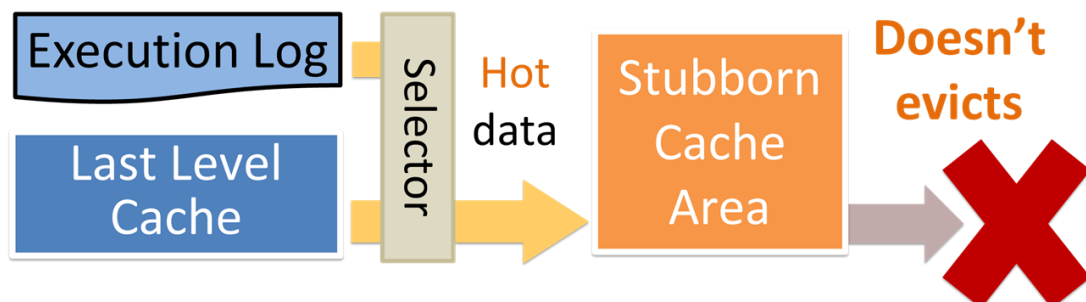 Execution Log
Last Level
Cache
Selector
Hot
data
Stubborn
Cache
Area
Doesn't
evicts